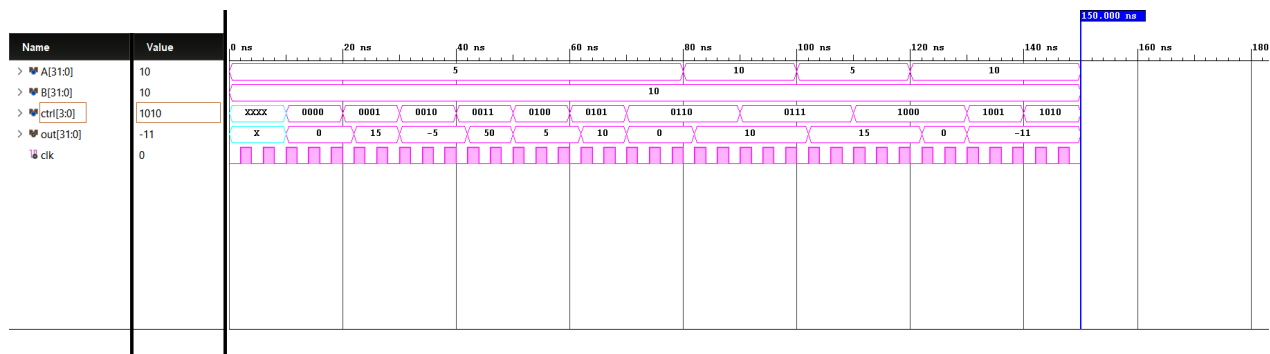 150.000 ns
Name Value 0 ns 20 ns 40 ns 60 ns 80 ns 100 ns 120 ns 140 ns 160 ns 180
A[31:0] 10 5 10 5 10
B[31:0] 10 10
ctrl[3:0] 1010 XXXX 0000 0001 0010 0011 0100 0101 0110 0111 1000 1001 1010
out[31:0] -11 X 0 15 -5 50 5 10 0 10 15 0 -11
clk 0